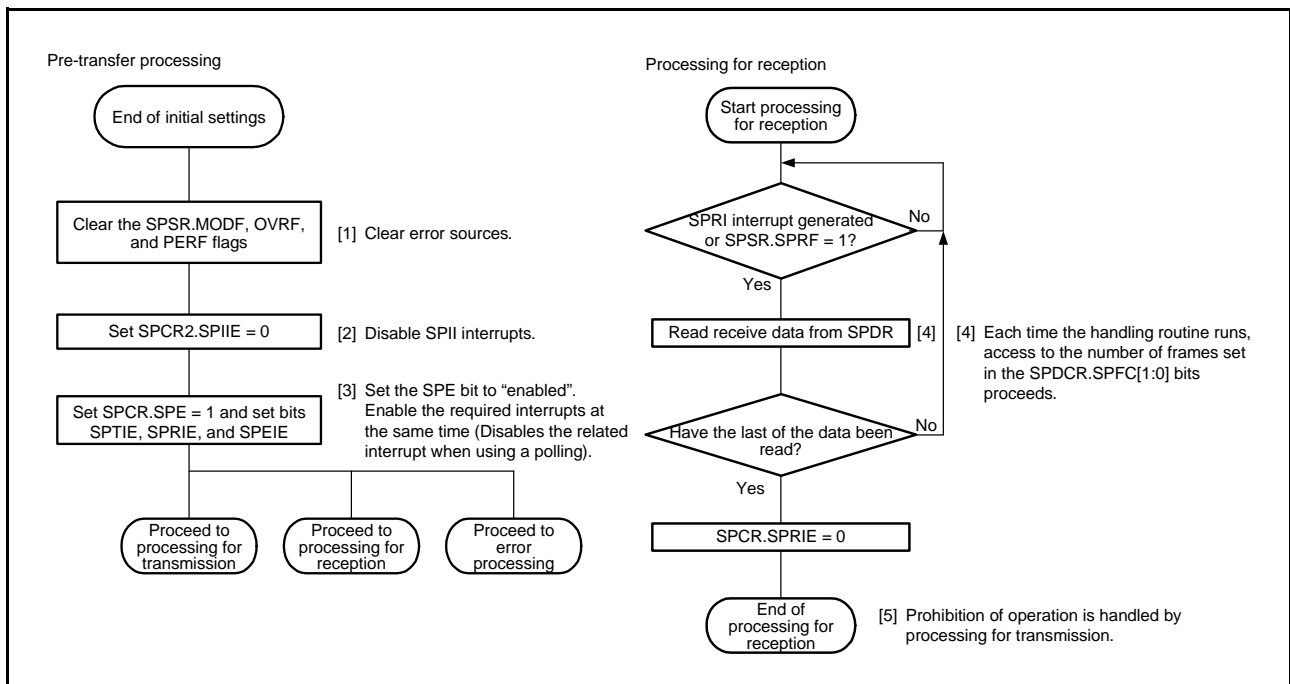 Pre-transfer processing
End of initial settings
Clear the SPSR.MODF, OVRF,
and PERF flags
[1] Clear error sources.
Set SPCR2.SPIIE = 0
[2] Disable SPII interrupts.
Set SPCR.SPE = 1 and set bits
SPTIE, SPRIE, and SPEIE
[3] Set the SPE bit to “enabled”.
Enable the required interrupts at
the same time (Disables the related
interrupt when using a polling).
Proceed to
processing for
transmission
Proceed to
processing for
reception
Proceed to
error
processing
Processing for reception
Start processing
for reception
SPRI interrupt generated
or SPSR.SPRF = 1?
No
Yes
Read receive data from SPDR
[4]
[4] Each time the handling routine runs,
access to the number of frames set
in the SPDCR.SPFC[1:0] bits
proceeds.
Have the last of the data been
read?
No
Yes
SPCR.SPRIE = 0
End of
processing for
reception
[5] Prohibition of operation is handled by
processing for transmission.